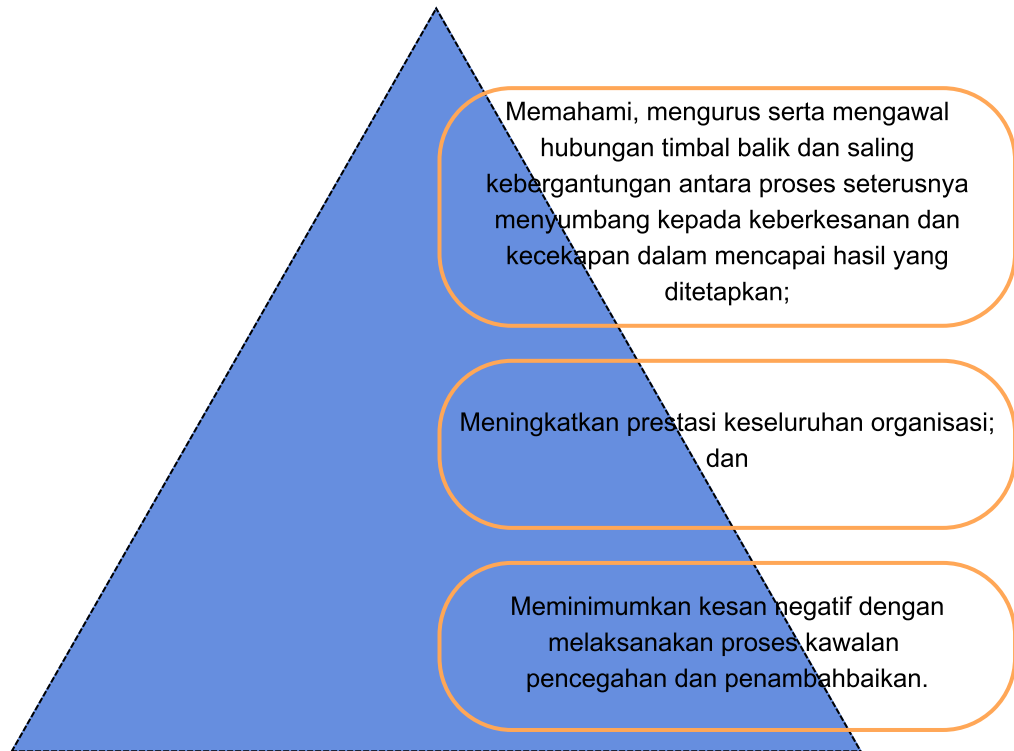 Memahami, mengurus serta mengawal
hubungan timbal balik dan saling
kebergantungan antara proses seterusnya
menyumbang kepada keberkesanan dan
kecekapan dalam mencapai hasil yang
ditetapkan;
Meningkatkan prestasi keseluruhan organisasi;
dan
Meminimumkan kesan negatif dengan
melaksanakan proses kawalan
pencegahan dan penambahbaikan.